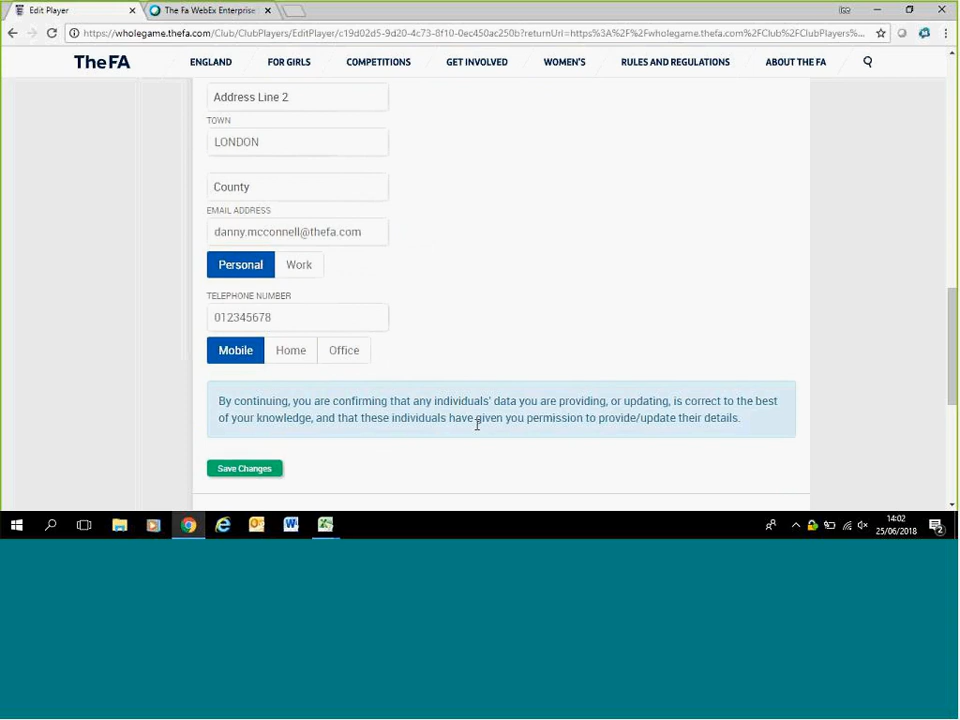 Edit Player
The Fa WebEx Enterprise
https://wholegame.thefa.com/Club/ClubPlayers/EditPlayer/c19d02d5-9d20-4c73-8f10-0ec450ac250b?returnUrl=https%3A%2F%2Fwholegame.thefa.com%2FClub%2FClubPlayers%...
The FA
ENGLAND FOR GIRLS COMPETITIONS GET INVOLVED WOMEN'S RULES AND REGULATIONS ABOUT THE FA
Address Line 2
TOWN
LONDON
County
EMAIL ADDRESS
danny.mcconnell@thefa.com
Personal Work
TELEPHONE NUMBER
012345678
Mobile Home Office
By continuing, you are confirming that any individuals' data you are providing, or updating, is correct to the best
of your knowledge, and that these individuals have given you permission to provide/update their details.
Save Changes
14:02
25/06/2018
2